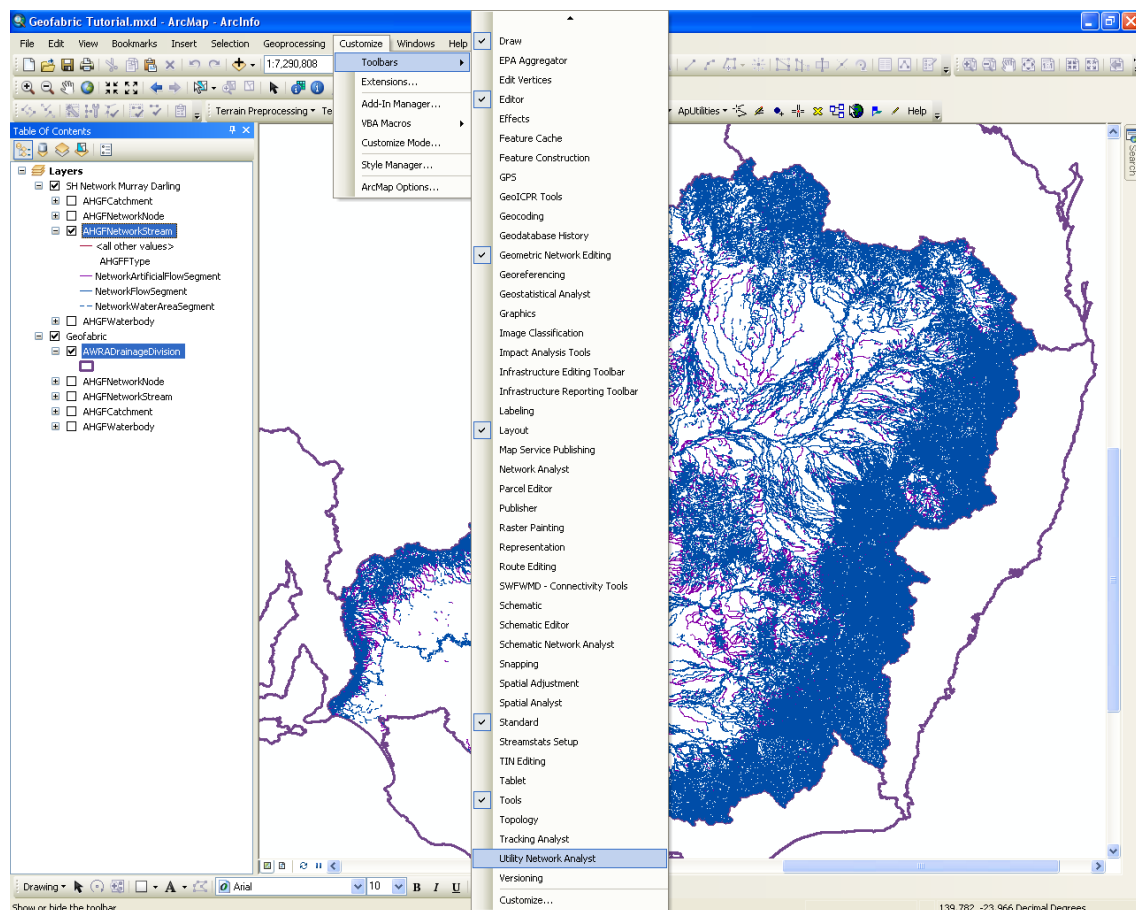 Geofabric Tutorial.mxd - ArcMap - ArcInfo
File Edit View Bookmarks Insert Selection Geoprocessing Customize Windows Help
1:7,290,808
Terrain Preprocessing Te
ApUtilities Help
Toolbars
Extensions...
Add-In Manager...
VBA Macros
Customize Mode...
Style Manager...
ArcMap Options...
Draw
EPA Aggregator
Edit Vertices
Editor
Effects
Feature Cache
Feature Construction
GPS
GeoICPR Tools
Geocoding
Geodatabase History
Geometric Network Editing
Georeferencing
Geostatistical Analyst
Graphics
Image Classification
Impact Analysis Tools
Infrastructure Editing Toolbar
Infrastructure Reporting Toolbar
Labeling
Layout
Map Service Publishing
Network Analyst
Parcel Editor
Publisher
Raster Painting
Representation
Route Editing
SWFWMD - Connectivity Tools
Schematic
Schematic Editor
Schematic Network Analyst
Snapping
Spatial Adjustment
Spatial Analyst
Standard
Streamstats Setup
TIN Editing
Tablet
Tools
Topology
Tracking Analyst
Utility Network Analyst
Versioning
Customize...
Table Of Contents
Layers
SH Network Murray Darling
AHGFCatchment
AHGFNetworkNode
AHGFNetworkStream
<all other values>
AHGFFType
NetworkArtificialFlowSegment
NetworkFlowSegment
NetworkWaterAreaSegment
AHGFWaterbody
Geofabric
AWRADrainageDivision
AHGFNetworkNode
AHGFNetworkStream
AHGFCatchment
AHGFWaterbody
Search
Drawing A Arial 10 B I U
Show or hide the toolbar
139.782 -23.966 Decimal Degrees